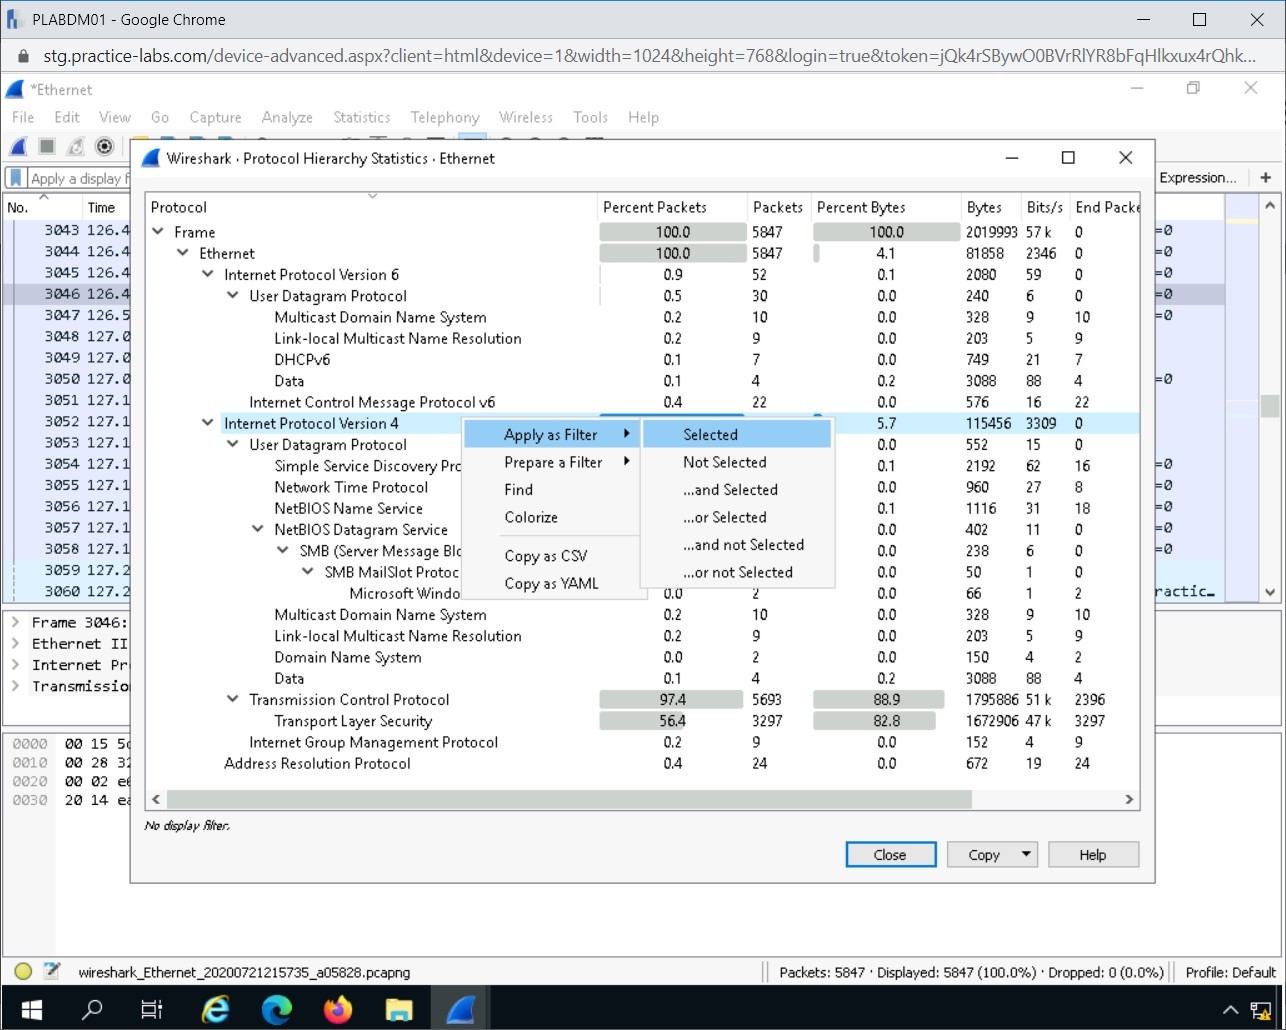 PLABDM01 - Google Chrome
stg.practice-labs.com/device-advanced.aspx?client=html&device=1&width=1024&height=768&login=true&token=jQk4rSBywO0BVrRlYR8bFqHlkxux4rQhk...
*Ethernet
File Edit View Go Capture Analyze Statistics Telephony Wireless Tools Help
Wireshark · Protocol Hierarchy Statistics · Ethernet
Apply a display f Expression... +
No. Time
Protocol Percent Packets Packets Percent Bytes Bytes Bits/s End Packe
3043 126.4 =0
3044 126.4 =0
3045 126.4 =0
3046 126.4 =0
3047 126.5 =0
3048 127.0
3049 127.0
3050 127.0 =0
3051 127.1
3052 127.1
3053 127.1
3054 127.1 =0
3055 127.1 =0
3056 127.1 =0
3057 127.1 =0
3058 127.1 =0
3059 127.2
3060 127.2 ractic…
Frame 100.0 5847 100.0 2019993 57 k 0
Ethernet 100.0 5847 4.1 81858 2346 0
Internet Protocol Version 6 0.9 52 0.1 2080 59 0
User Datagram Protocol 0.5 30 0.0 240 6 0
Multicast Domain Name System 0.2 10 0.0 328 9 10
Link-local Multicast Name Resolution 0.2 9 0.0 203 5 9
DHCPv6 0.1 7 0.0 749 21 7
Data 0.1 4 0.2 3088 88 4
Internet Control Message Protocol v6 0.4 22 0.0 576 16 22
Internet Protocol Version 4 5.7 115456 3309 0
User Datagram Protocol 0.0 552 15 0
Simple Service Discovery Pro 0.1 2192 62 16
Network Time Protocol 0.0 960 27 8
NetBIOS Name Service 0.1 1116 31 18
NetBIOS Datagram Service 0.0 402 11 0
SMB (Server Message Blo 0.0 238 6 0
SMB MailSlot Protoc 0.0 50 1 0
Microsoft Windo 0.0 2 0.0 66 1 2
Multicast Domain Name System 0.2 10 0.0 328 9 10
Link-local Multicast Name Resolution 0.2 9 0.0 203 5 9
Domain Name System 0.0 2 0.0 150 4 2
Data 0.1 4 0.2 3088 88 4
Transmission Control Protocol 97.4 5693 88.9 1795886 51 k 2396
Transport Layer Security 56.4 3297 82.8 1672906 47 k 3297
Internet Group Management Protocol 0.2 9 0.0 152 4 9
Address Resolution Protocol 0.4 24 0.0 672 19 24
Apply as Filter
Prepare a Filter
Find
Colorize
Copy as CSV
Copy as YAML
Selected
Not Selected
...and Selected
...or Selected
...and not Selected
...or not Selected
Frame 3046:
Ethernet II
Internet Pr
Transmissio
0000 00 15 5d
0010 00 28 32
0020 00 02 e6
0030 20 14 ea
No display filter.
Close Copy Help
wireshark_Ethernet_20200721215735_a05828.pcapng Packets: 5847 · Displayed: 5847 (100.0%) · Dropped: 0 (0.0%) Profile: Default